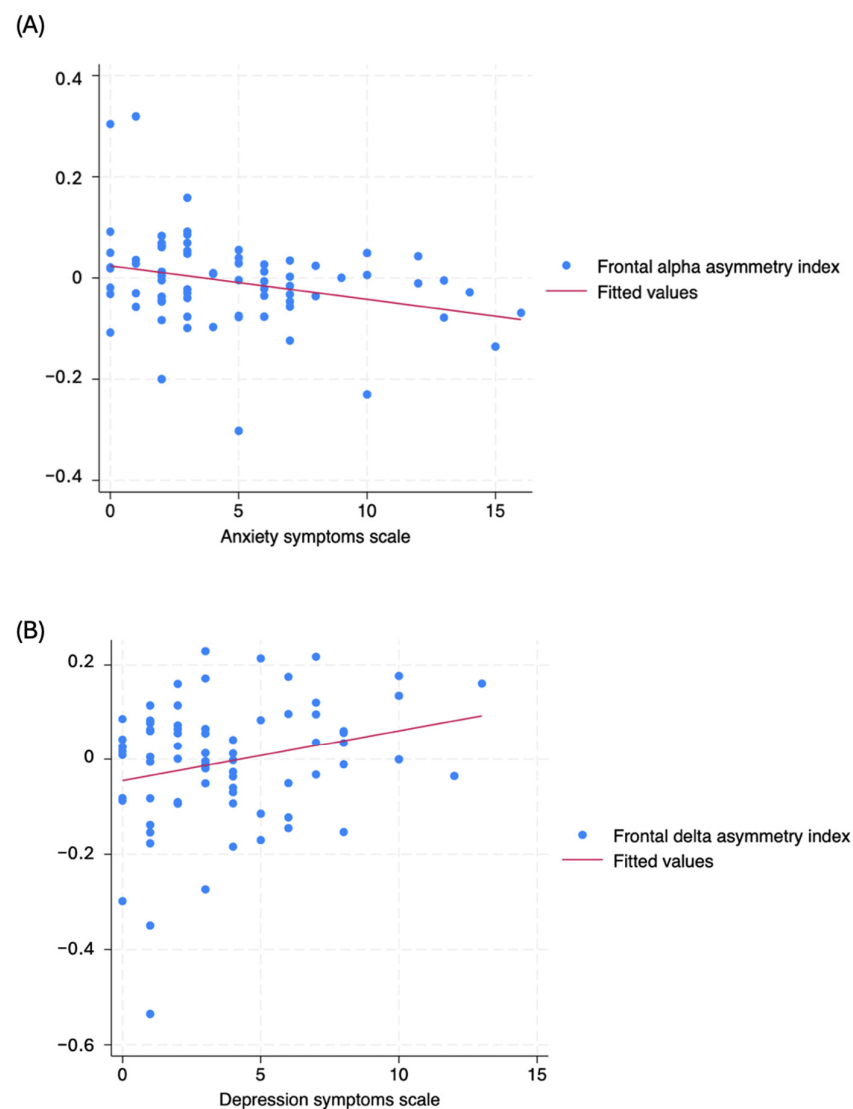 (A)
0.4
0.2
0
−0.2
−0.4
0
5
10
15
Anxiety symptoms scale
Frontal alpha asymmetry index
Fitted values
(B)
0.2
0
−0.2
−0.4
−0.6
0
5
10
15
Depression symptoms scale
Frontal delta asymmetry index
Fitted values